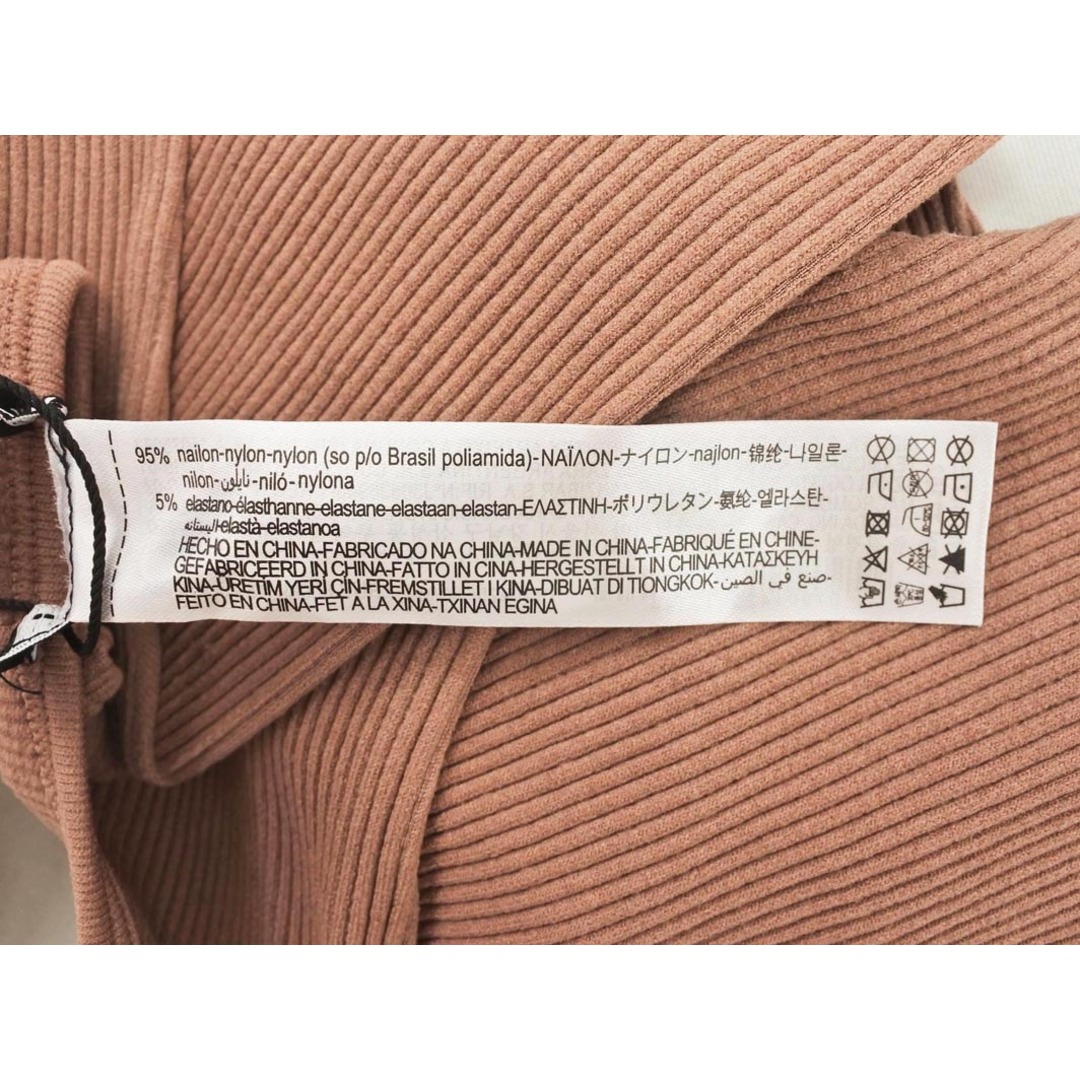 95% nailon-nylon-nylon (so p/o Brasil poliamida)-ΝΑΪΛΟΝ-ナイロン-najlon-锦纶-나일론-
nilon-نايلون-niló-nylona
5% elastano-élasthanne-elastane-elastaan-elastan-ΕΛΑΣΤΙΝΗ-ポリウレタン-氨纶-엘라스탄-
اليستانه-elastà-elastanoa
HECHO EN CHINA-FABRICADO NA CHINA-MADE IN CHINA-FABRIQUÉ EN CHINE-
GEFABRICEERD IN CHINA-FATTO IN CINA-HERGESTELLT IN CHINA-ΚΑΤΑΣΚΕΥΗ
ΚΙΝΑ-ÜRETİM YERİ ÇİN-FREMSTILLET I KINA-DIBUAT DI TIONGKOK-صنع في الصين-
FEITO EN CHINA-FET A LA XINA-TXINAN EGINA